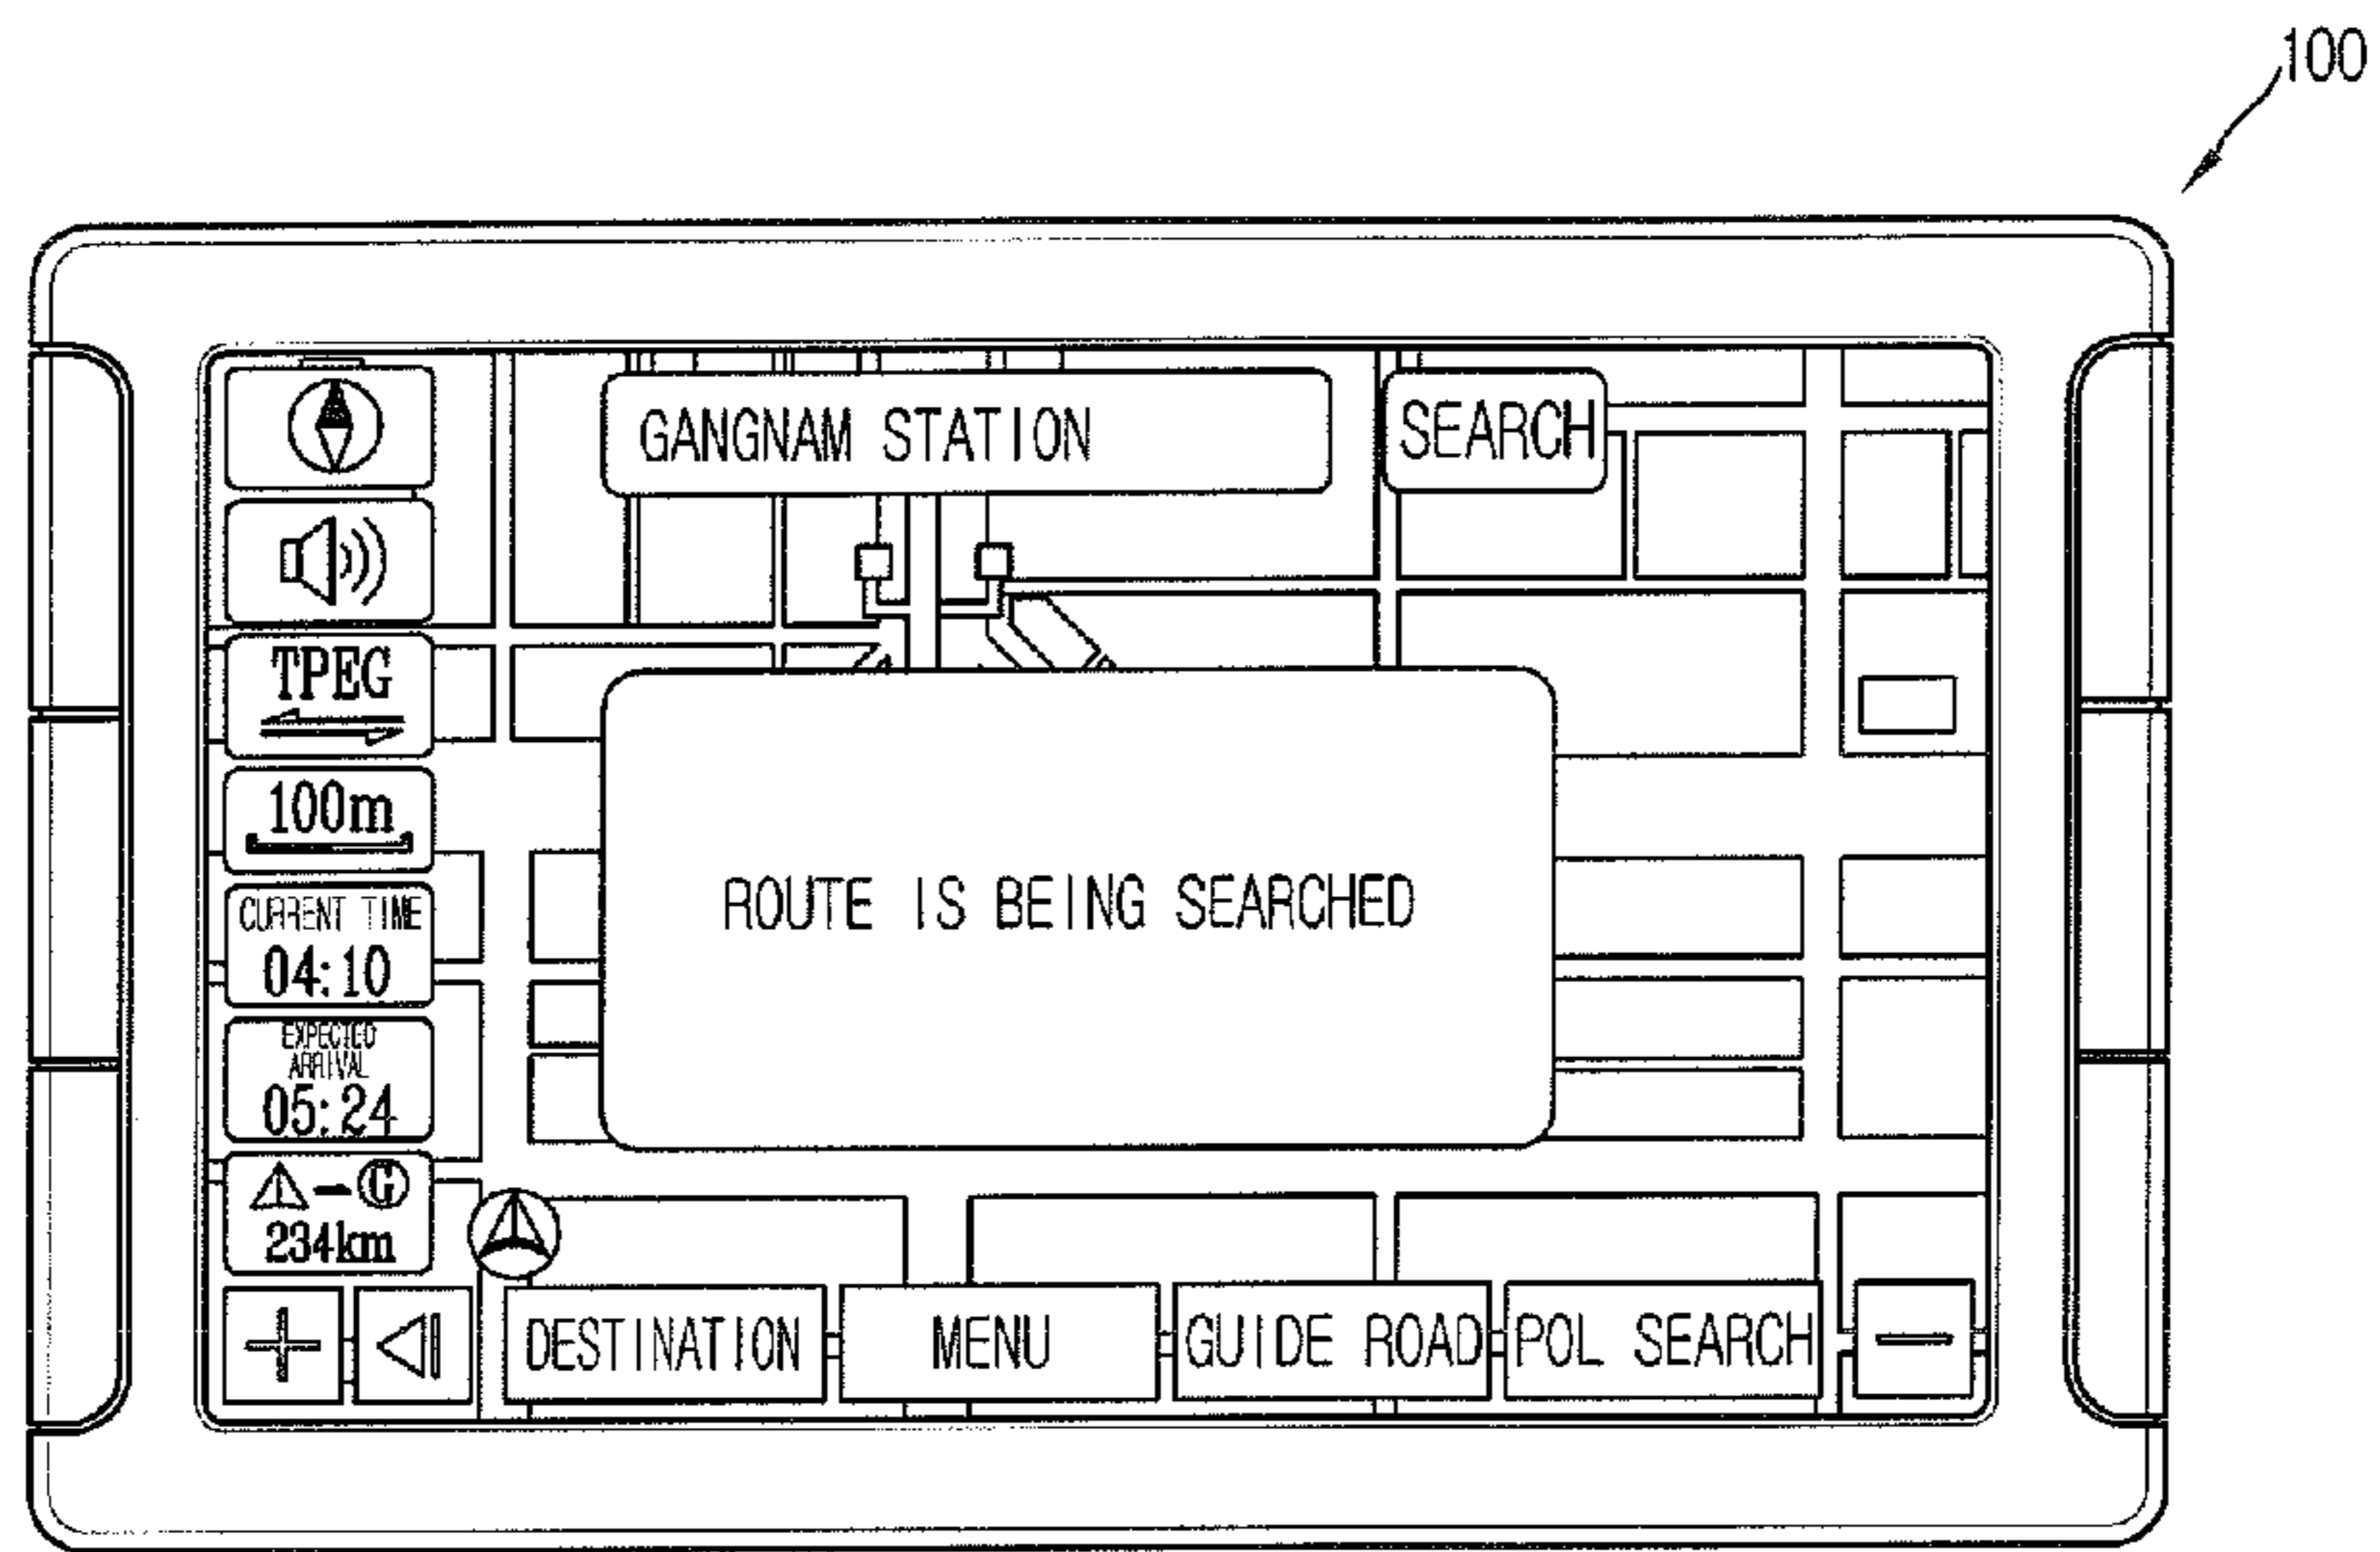 100
GANGNAM STATION
SEARCH
TPEG
100m
CURRENT TIME
04:10
EXPECTED
ARRIVAL
05:24
G
234km
ROUTE IS BEING SEARCHED
DESTINATION
MENU
GUIDE ROAD
POL SEARCH